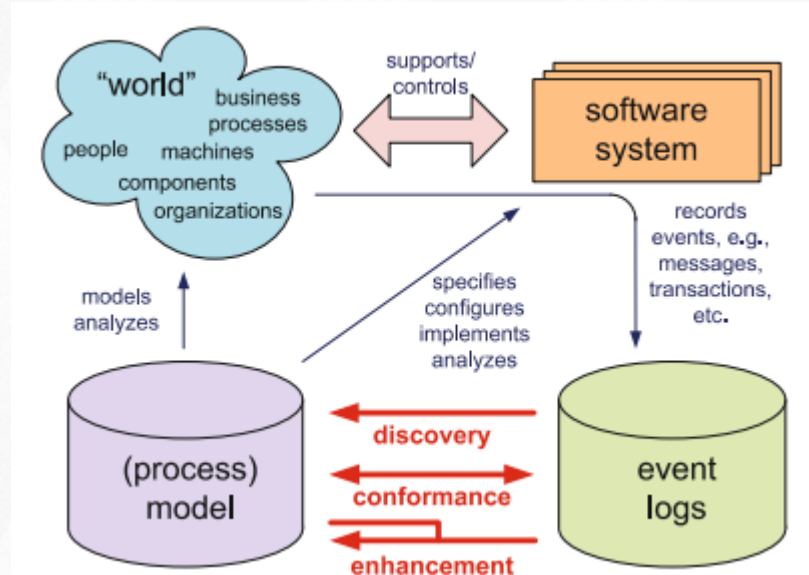 “world”
business
processes
people
machines
components
organizations
supports/
controls
software
system
records
events, e.g.,
messages,
transactions,
etc.
models
analyzes
specifies
configures
implements
analyzes
(process)
model
discovery
conformance
enhancement
event
logs